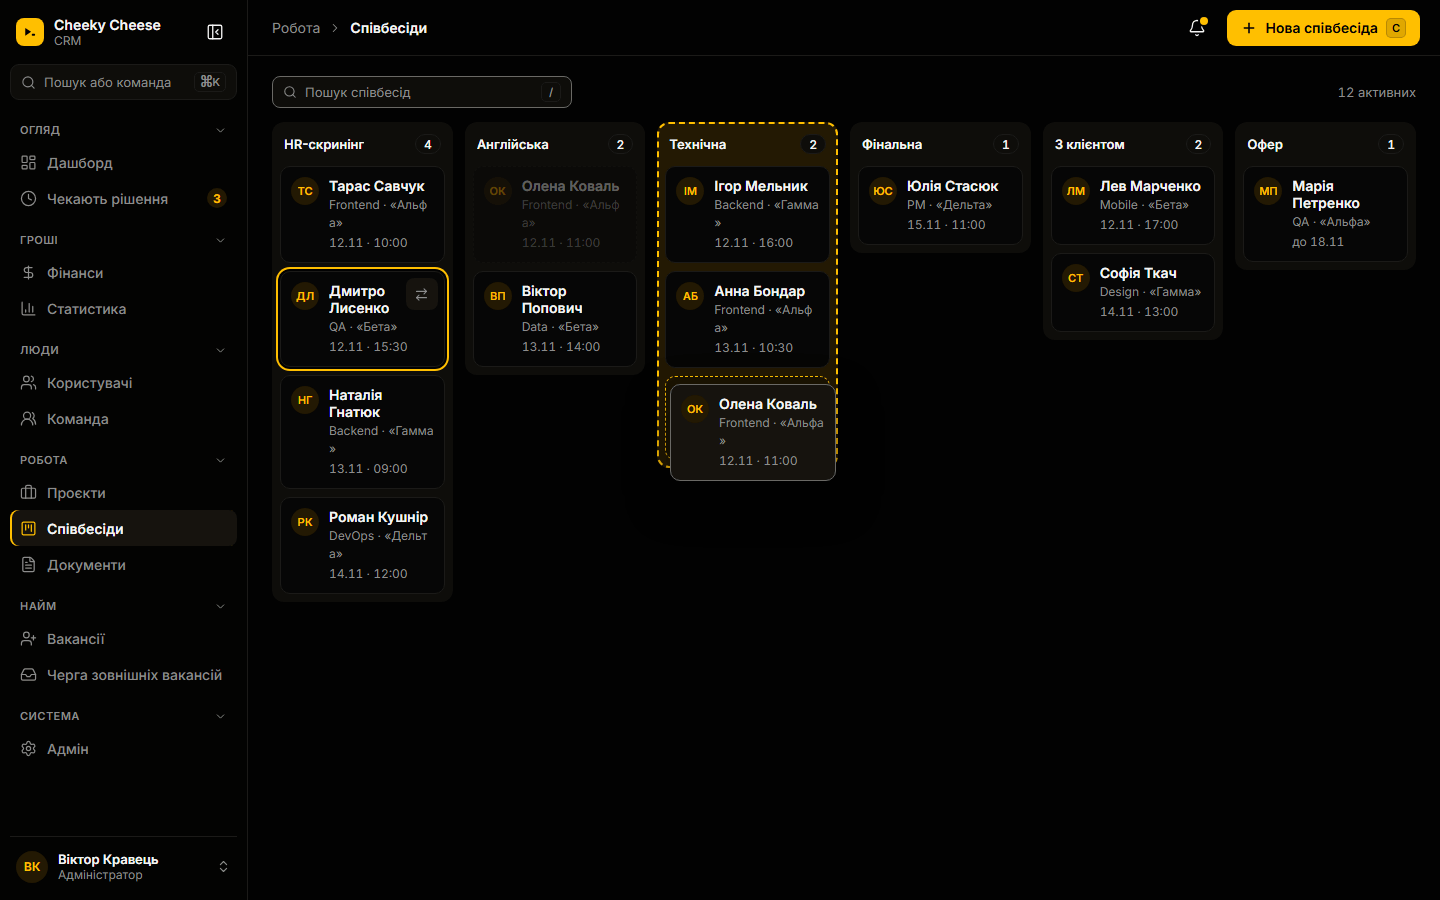 Cheeky Cheese
CRM
Пошук або команда ⌘K
ОГЛЯД
Дашборд
Чекають рішення 3
ГРОШІ
Фінанси
Статистика
ЛЮДИ
Користувачі
Команда
РОБОТА
Проєкти
Співбесіди
Документи
НАЙМ
Вакансії
Черга зовнішніх вакансій
СИСТЕМА
Адмін
ВК
Віктор Кравець
Адміністратор
Робота
Співбесіди
Нова співбесіда C
Пошук співбесід /
12 активних
HR-скринінг 4
ТС
Тарас Савчук
Frontend · «Альф
а»
12.11 · 10:00
ДЛ
Дмитро
Лисенко
QA · «Бета»
12.11 · 15:30
НГ
Наталія
Гнатюк
Backend · «Гамма
»
13.11 · 09:00
РК
Роман Кушнір
DevOps · «Дельт
а»
14.11 · 12:00
Англійська 2
ОК
Олена Коваль
Frontend · «Альф
а»
12.11 · 11:00
ВП
Віктор
Попович
Data · «Бета»
13.11 · 14:00
Технічна 2
ІМ
Ігор Мельник
Backend · «Гамма
»
12.11 · 16:00
АБ
Анна Бондар
Frontend · «Альф
а»
13.11 · 10:30
ОК
Олена Коваль
Frontend · «Альфа
»
12.11 · 11:00
Фінальна 1
ЮС
Юлія Стасюк
PM · «Дельта»
15.11 · 11:00
З клієнтом 2
ЛМ
Лев Марченко
Mobile · «Бета»
12.11 · 17:00
СТ
Софія Ткач
Design · «Гамма»
14.11 · 13:00
Офер 1
МП
Марія
Петренко
QA · «Альфа»
до 18.11